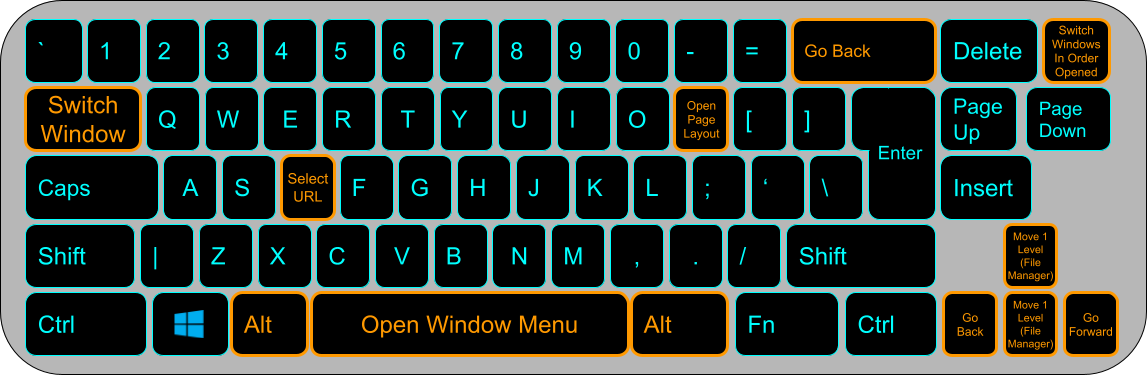 ` 1 2 3 4 5 6 7 8 9 0 - = Go Back Delete
Switch
Windows
In Order
Opened
Switch
Window
Q W E R T Y U I O
Open
Page
Layout
[ ] Enter
Page
Up
Page
Down
Caps A S
Select
URL
F G H J K L ; ‘ \ Insert
Shift | Z X C V B N M , . / Shift
Move 1
Level
(File
Manager)
Ctrl Alt Open Window Menu Alt Fn Ctrl
Go
Back
Move 1
Level
(File
Manager)
Go
Forward